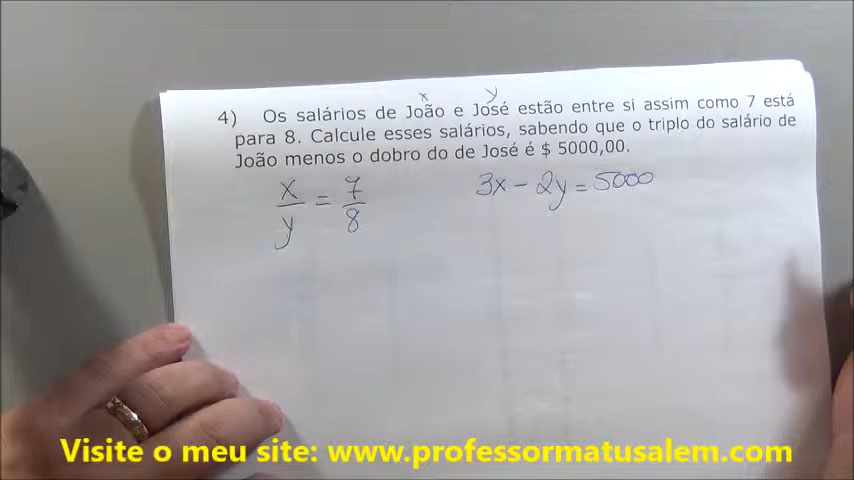 x y
4) Os salários de João e José estão entre si assim como 7 está
para 8. Calcule esses salários, sabendo que o triplo do salário de
João menos o dobro do de José é $ 5000,00.
x/y = 7/8 3x - 2y = 5000
Visite o meu site: www.professormatusalem.com